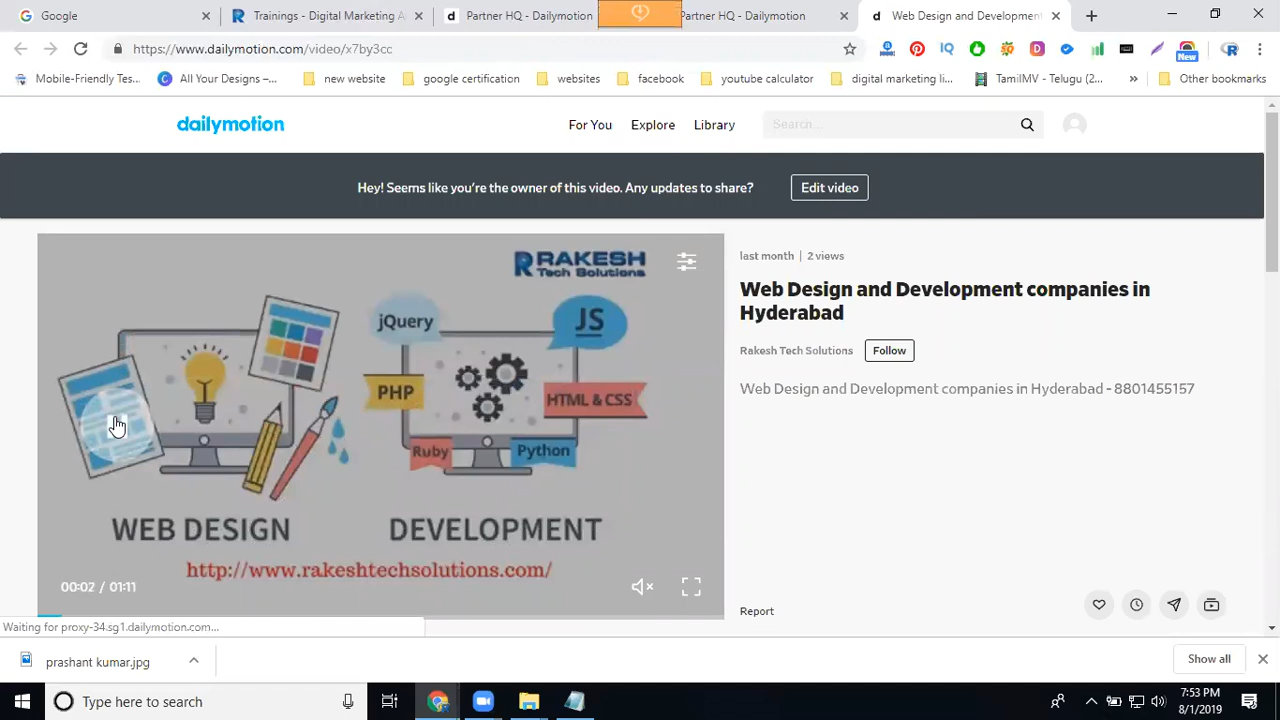 Google
Trainings - Digital Marketing A
Partner HQ - Dailymotion
Partner HQ - Dailymotion
Web Design and Development
https://www.dailymotion.com/video/x7by3cc
New
Mobile-Friendly Tes...
All Your Designs –...
new website
google certification
websites
facebook
youtube calculator
digital marketing li...
TamilMV - Telugu (2...
»
Other bookmarks
dailymotion
For You
Explore
Library
Search...
Hey! Seems like you're the owner of this video. Any updates to share?
Edit video
RAKESH
Tech Solutions
jQuery
JS
PHP
HTML & CSS
Ruby
Python
WEB DESIGN
DEVELOPMENT
http://www.rakeshtechsolutions.com/
00:02 / 01:11
last month | 2 views
Web Design and Development companies in
Hyderabad
Rakesh Tech Solutions
Follow
Web Design and Development companies in Hyderabad - 8801455157
Report
Waiting for proxy-34.sg1.dailymotion.com...
prashant kumar.jpg
Show all
Type here to search
7:53 PM
8/1/2019